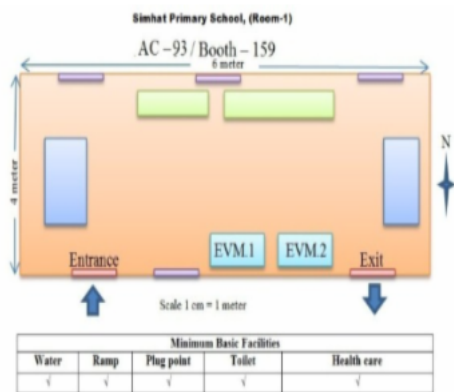 Simhat Primary School, (Room-1)
AC -93 / Booth - 159
6 meter
4 meter
N
EVM.1 EVM.2
Entrance Exit
Scale 1 cm = 1 meter
Minimum Basic Facilities
Water Ramp Plug point Toilet Health care
√ √ √ √ √